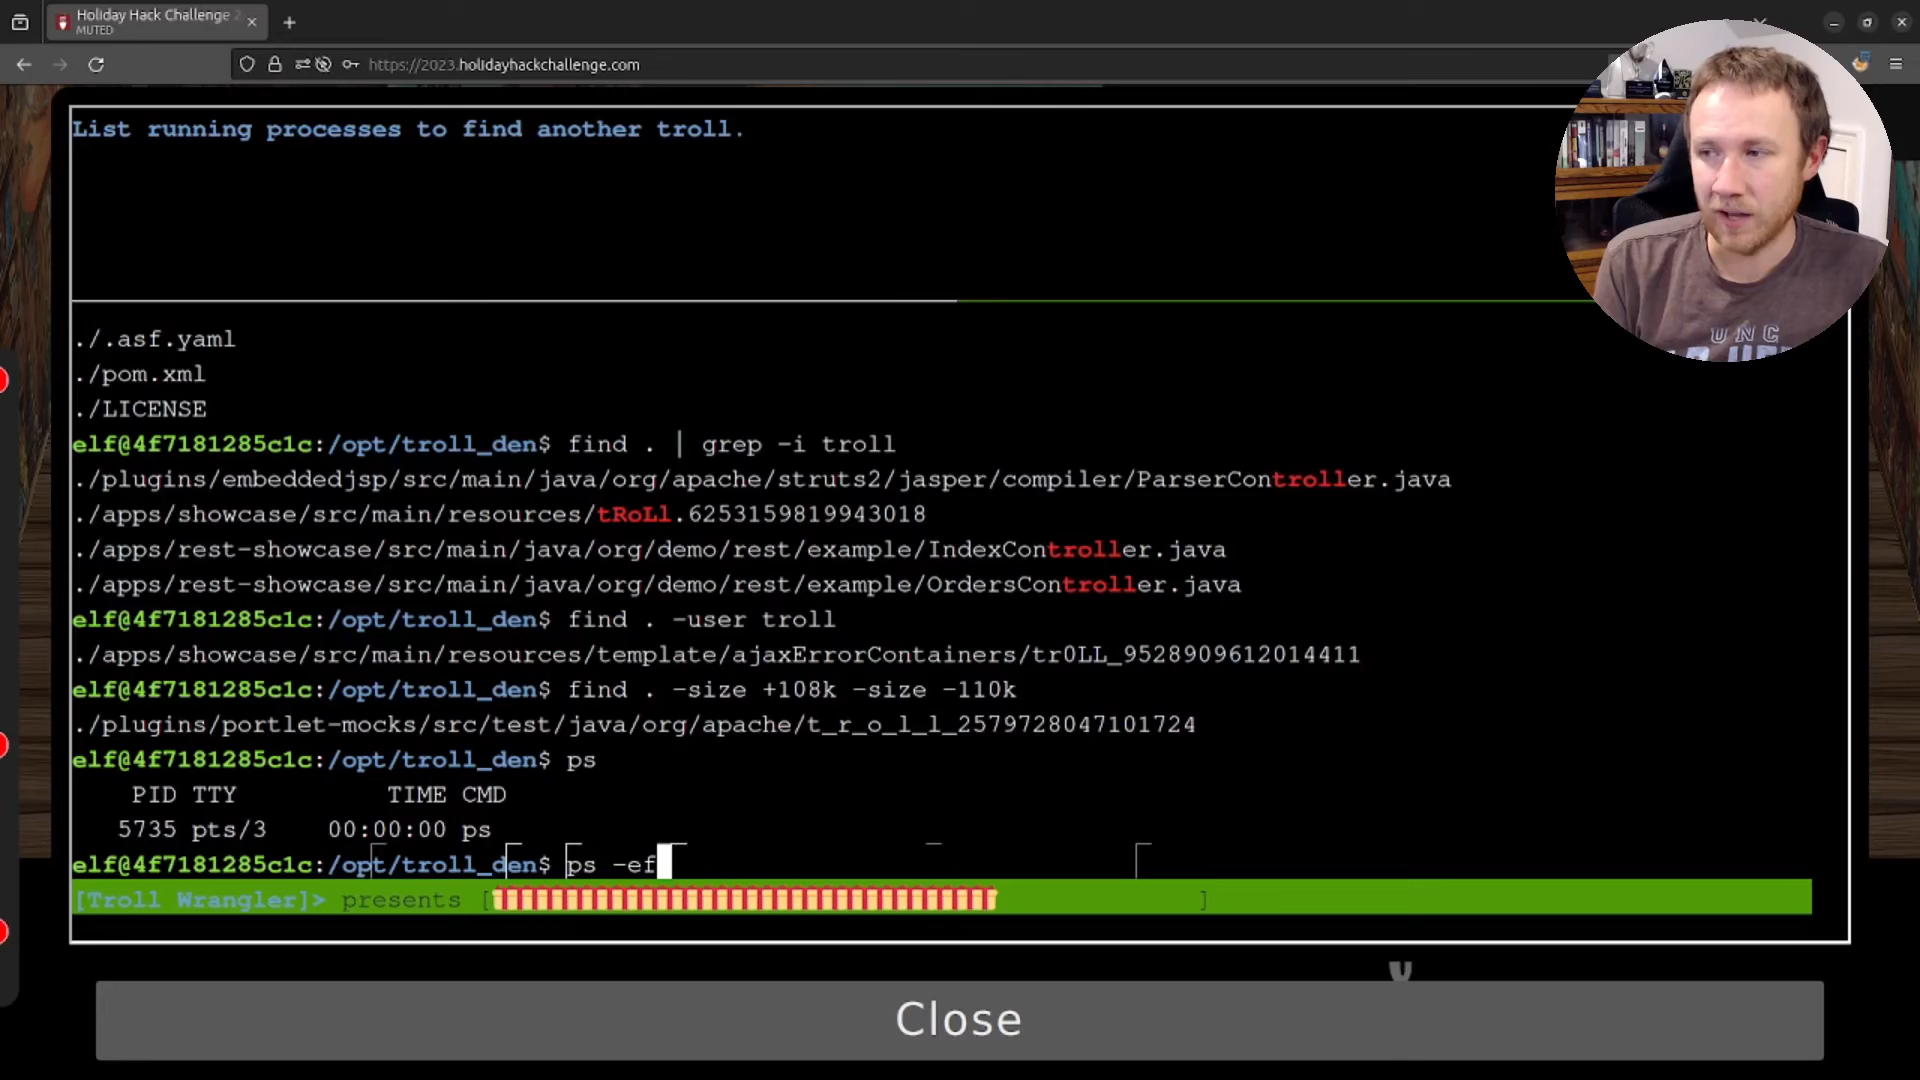 Holiday Hack Challenge 2
MUTED
https://2023.holidayhackchallenge.com
List running processes to find another troll.
./.asf.yaml
./pom.xml
./LICENSE
elf@4f7181285c1c:/opt/troll_den$ find . | grep -i troll
./plugins/embeddedjsp/src/main/java/org/apache/struts2/jasper/compiler/ParserController.java
./apps/showcase/src/main/resources/tRoLl.6253159819943018
./apps/rest-showcase/src/main/java/org/demo/rest/example/IndexController.java
./apps/rest-showcase/src/main/java/org/demo/rest/example/OrdersController.java
elf@4f7181285c1c:/opt/troll_den$ find . -user troll
./apps/showcase/src/main/resources/template/ajaxErrorContainers/tr0LL_9528909612014411
elf@4f7181285c1c:/opt/troll_den$ find . -size +108k -size -110k
./plugins/portlet-mocks/src/test/java/org/apache/t_r_o_l_l_2579728047101724
elf@4f7181285c1c:/opt/troll_den$ ps
PID TTY TIME CMD
5735 pts/3 00:00:00 ps
elf@4f7181285c1c:/opt/troll_den$ ps -ef
[Troll Wrangler]> presents [ ]
Close
UNC